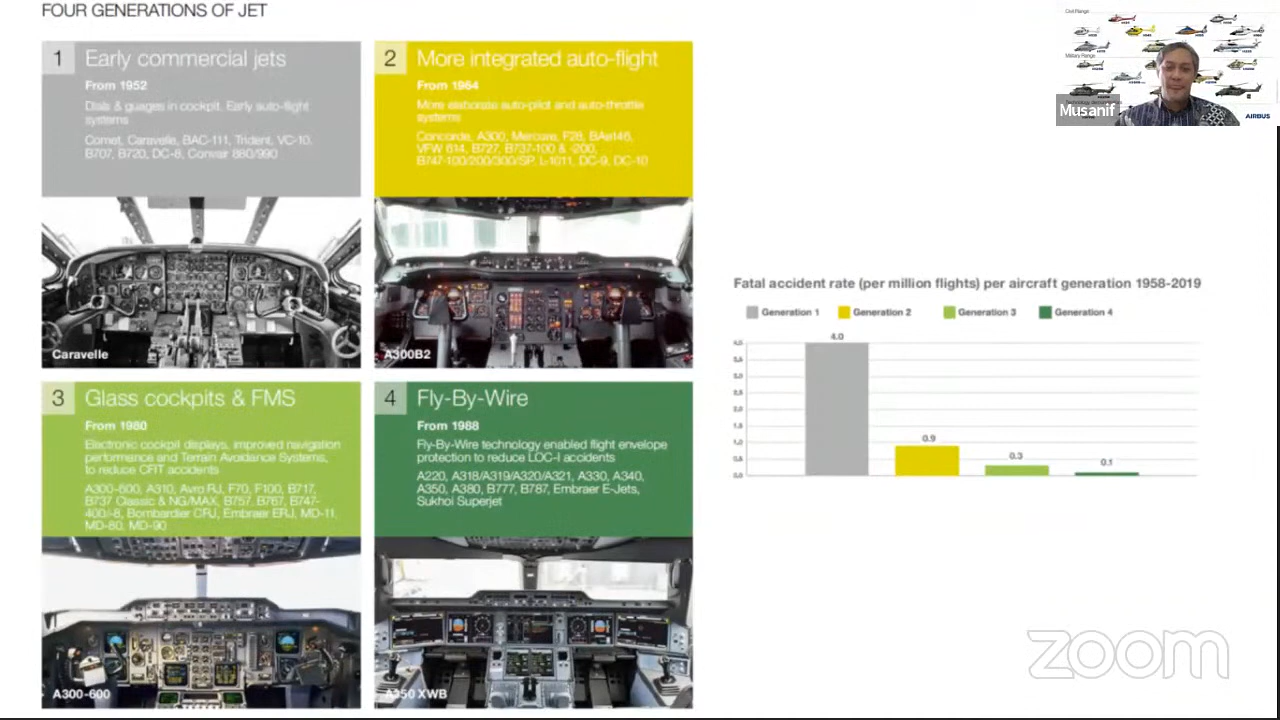 FOUR GENERATIONS OF JET
1 Early commercial jets
From 1952
Dials & guages in cockpit. Early auto-flight
systems
Comet, Caravelle, BAC-111, Trident, VC-10,
B707, B720, DC-8, Convair 880/990
Caravelle
2 More integrated auto-flight
From 1964
More elaborate auto-pilot and auto-throttle
systems
Concorde, A300, Mercure, F28, BAe146,
VFW 614, B727, B737-100 & -200,
B747-100/200/300/SP, L-1011, DC-9, DC-10
A300B2
3 Glass cockpits & FMS
From 1980
Electronic cockpit displays, improved navigation
performance and Terrain Avoidance Systems,
to reduce CFIT accidents
A300-600, A310, Avro RJ, F70, F100, B717,
B737 Classic & NG/MAX, B757, B767, B747-
400/-8, Bombardier CRJ, Embraer ERJ, MD-11,
MD-80, MD-90
A300-600
4 Fly-By-Wire
From 1988
Fly-By-Wire technology enabled flight envelope
protection to reduce LOC-I accidents
A220, A318/A319/A320/A321, A330, A340,
A350, A380, B777, B787, Embraer E-Jets,
Sukhoi Superjet
A350 XWB
Fatal accident rate (per million flights) per aircraft generation 1958-2019
Generation 1 Generation 2 Generation 3 Generation 4
4.0
0.9
0.3
0.1
Civil Range
Military Range
Musanif
AIRBUS
zoom